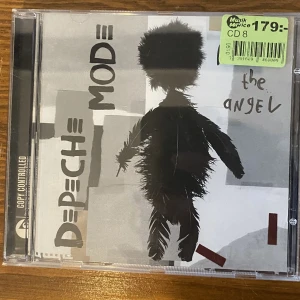 DEPECHE
MODE
the
angel
179:-
CD 8
COPY CONTROLLED